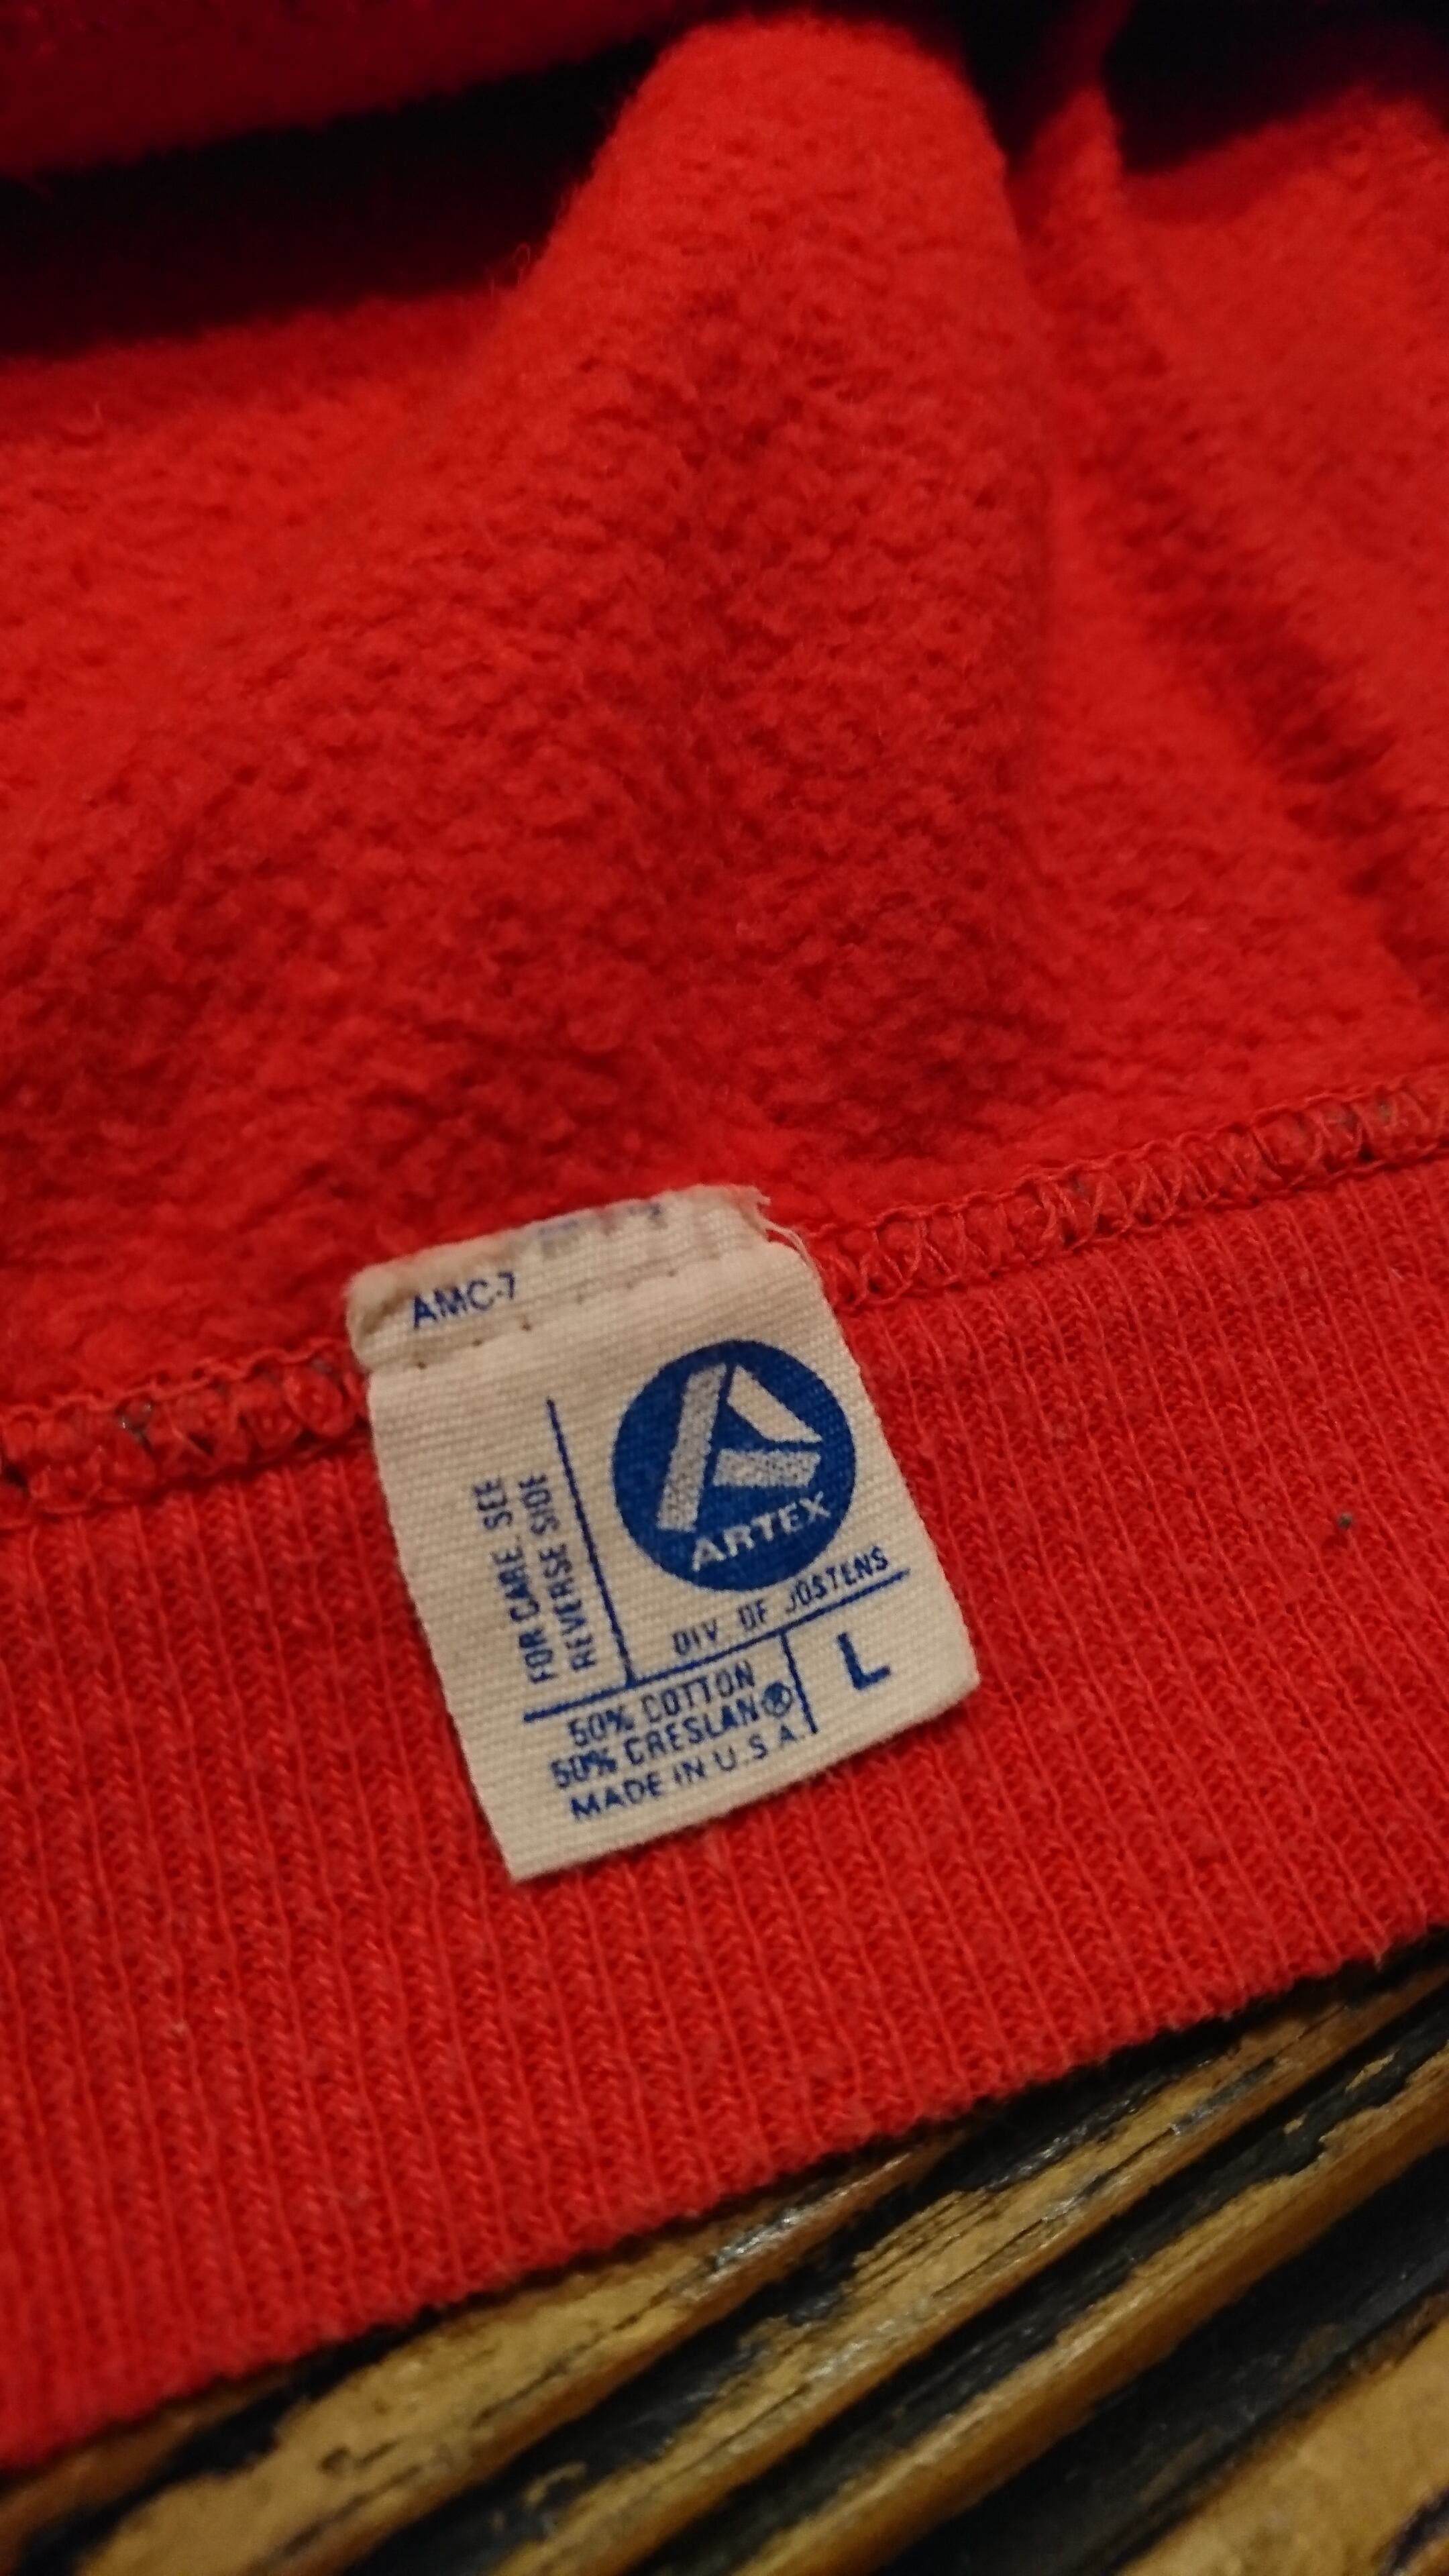 AMC-7
FOR CARE, SEE
REVERSE SIDE
ARTEX
DIV. OF JOSTENS
50% COTTON
50% CRESLAN®
MADE IN U.S.A.
L